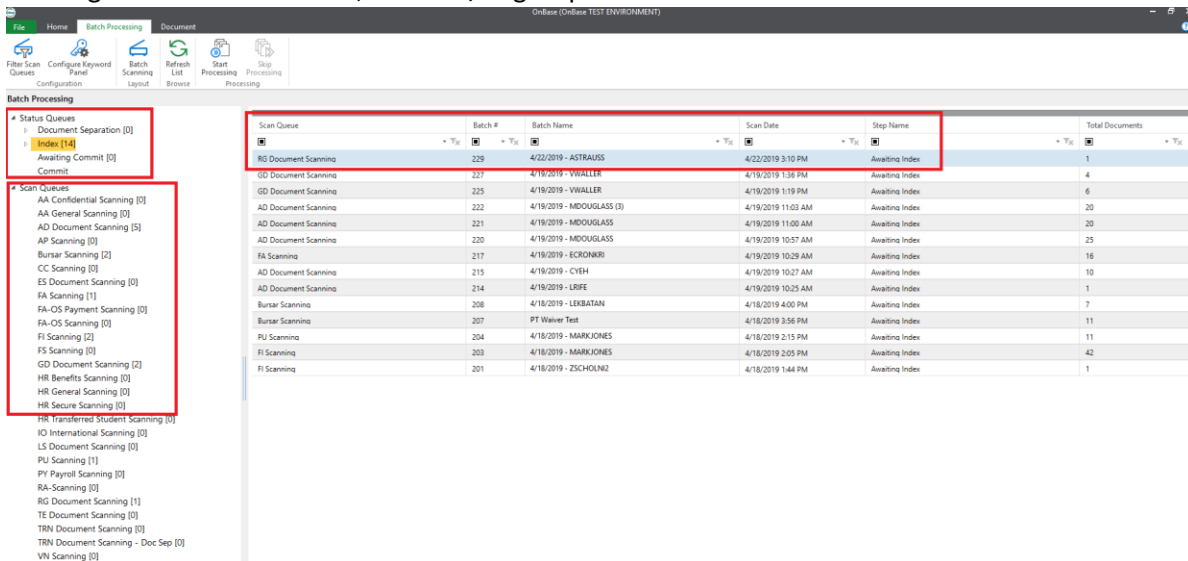 OnBase (OnBase TEST ENVIRONMENT)
File Home Batch Processing Document
Filter Scan Queues
Configure Keyword Panel
Batch Scanning
Refresh List
Start Processing
Skip Processing
Configuration Layout Browse Processing
Batch Processing
Status Queues
Document Separation [0]
Index [14]
Awaiting Commit [0]
Commit
Scan Queues
AA Confidential Scanning [0]
AA General Scanning [0]
AD Document Scanning [5]
AP Scanning [0]
Bursar Scanning [2]
CC Scanning [0]
ES Document Scanning [0]
FA Scanning [1]
FA-OS Payment Scanning [0]
FA-OS Scanning [0]
FI Scanning [2]
FS Scanning [0]
GD Document Scanning [2]
HR Benefits Scanning [0]
HR General Scanning [0]
HR Secure Scanning [0]
HR Transferred Student Scanning [0]
IO International Scanning [0]
LS Document Scanning [0]
PU Scanning [1]
PY Payroll Scanning [0]
RA-Scanning [0]
RG Document Scanning [1]
TE Document Scanning [0]
TRN Document Scanning [0]
TRN Document Scanning - Doc Sep [0]
VN Scanning [0]
Scan Queue Batch # Batch Name Scan Date Step Name Total Documents
RG Document Scanning 229 4/22/2019 - ASTRAUSS 4/22/2019 3:10 PM Awaiting Index 1
GD Document Scanning 227 4/19/2019 - VWALLER 4/19/2019 1:36 PM Awaiting Index 4
GD Document Scanning 225 4/19/2019 - VWALLER 4/19/2019 1:19 PM Awaiting Index 6
AD Document Scanning 222 4/19/2019 - MDOUGLASS (3) 4/19/2019 11:03 AM Awaiting Index 20
AD Document Scanning 221 4/19/2019 - MDOUGLASS 4/19/2019 11:00 AM Awaiting Index 20
AD Document Scanning 220 4/19/2019 - MDOUGLASS 4/19/2019 10:57 AM Awaiting Index 25
FA Scanning 217 4/19/2019 - ECRONKRI 4/19/2019 10:29 AM Awaiting Index 16
AD Document Scanning 215 4/19/2019 - CYEH 4/19/2019 10:27 AM Awaiting Index 10
AD Document Scanning 214 4/19/2019 - LRIFE 4/19/2019 10:25 AM Awaiting Index 1
Bursar Scanning 208 4/18/2019 - LEKBATAN 4/18/2019 4:00 PM Awaiting Index 7
Bursar Scanning 207 PT Waiver Test 4/18/2019 3:56 PM Awaiting Index 11
PU Scanning 204 4/18/2019 - MARKJONES 4/18/2019 2:15 PM Awaiting Index 11
FI Scanning 203 4/18/2019 - MARKJONES 4/18/2019 2:05 PM Awaiting Index 42
FI Scanning 201 4/18/2019 - ZSCHOLNI2 4/18/2019 1:44 PM Awaiting Index 1